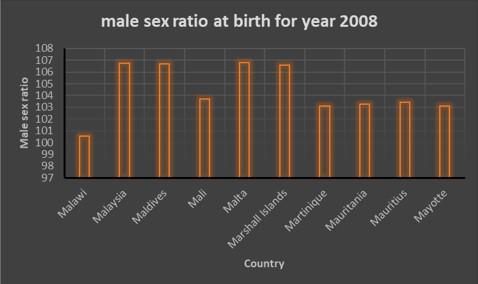 male sex ratio at birth for year 2008
Male sex ratio
108
107
106
105
104
103
102
101
100
99
98
97
Malawi
Malaysia
Maldives
Mali
Malta
Marshall Islands
Martinique
Mauritania
Mauritius
Mayotte
Country